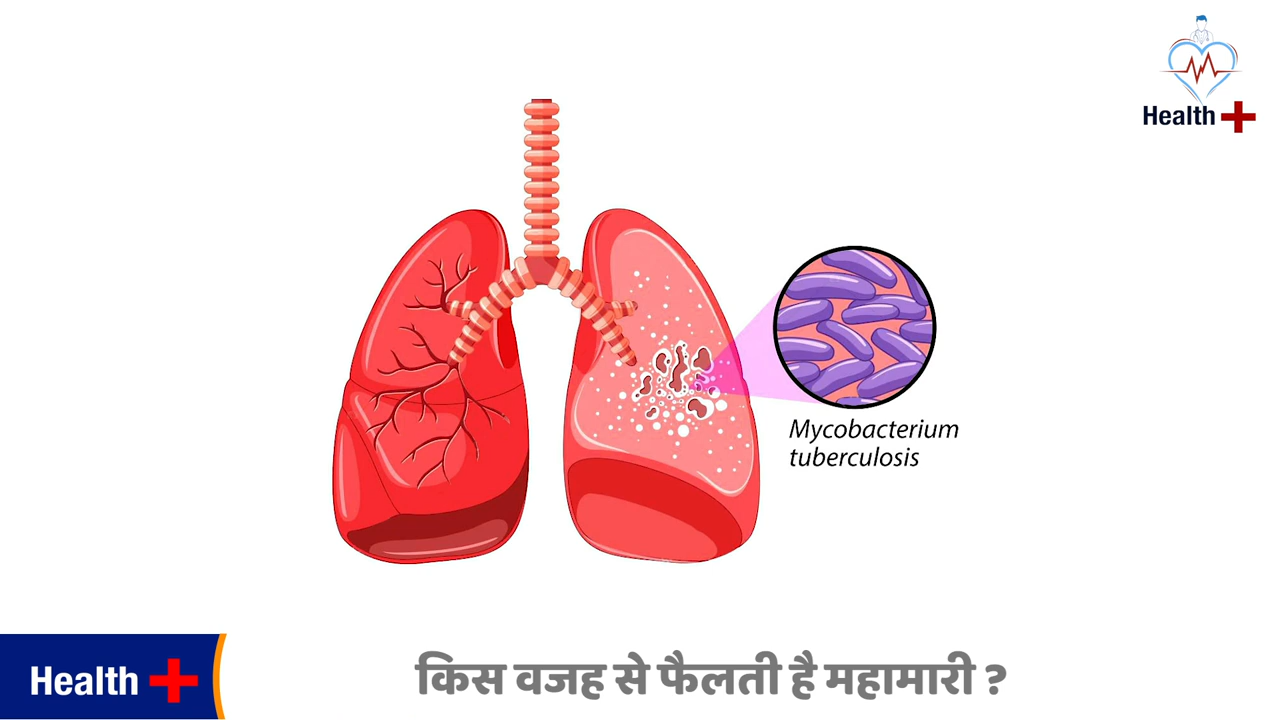 Health
Mycobacterium
tuberculosis
Health
किस वजह से फैलती है महामारी ?